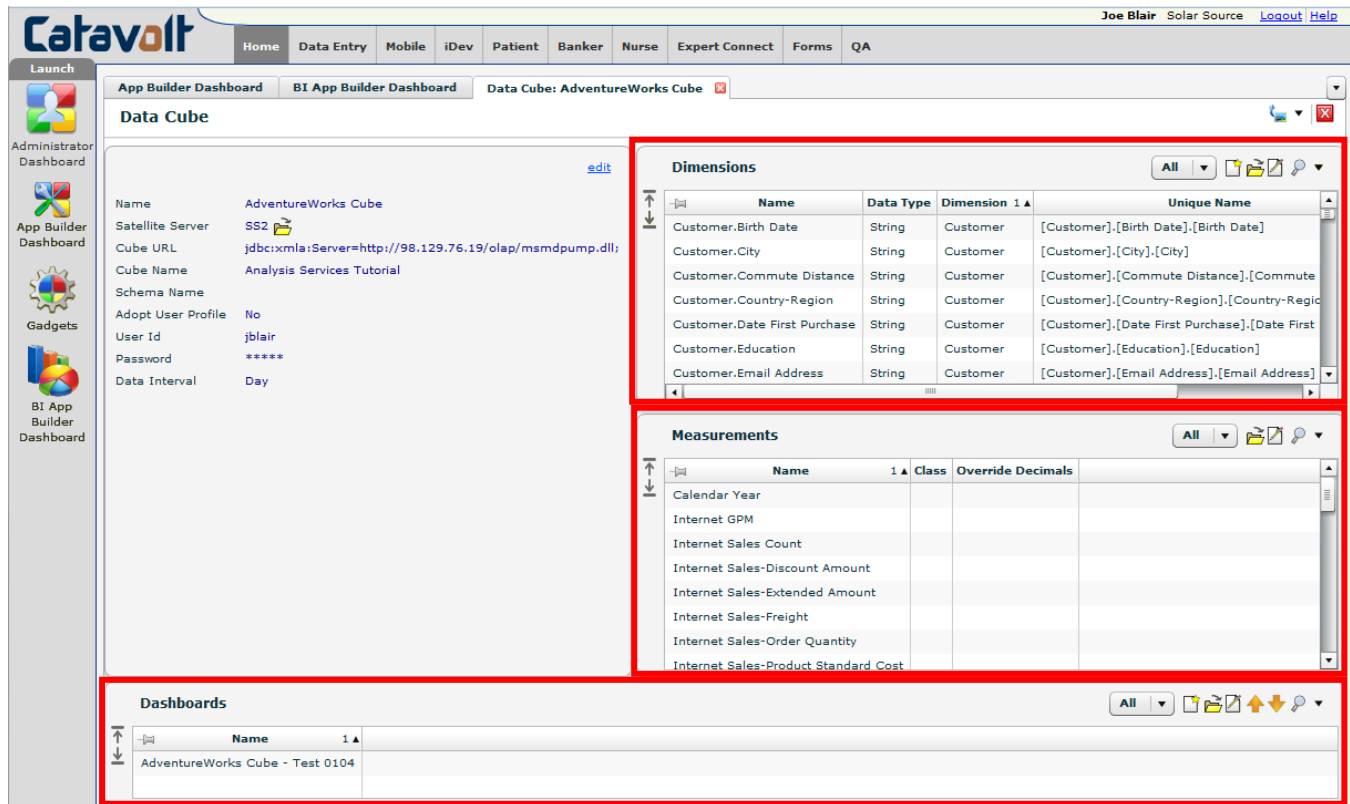 Joe Blair Solar Source Logout Help
Catavolt
Home Data Entry Mobile iDev Patient Banker Nurse Expert Connect Forms QA
Launch
App Builder Dashboard BI App Builder Dashboard Data Cube: AdventureWorks Cube
Data Cube
Administrator
Dashboard
App Builder
Dashboard
Gadgets
BI App
Builder
Dashboard
edit
Name AdventureWorks Cube
Satellite Server SS2
Cube URL jdbc:xmla:Server=http://98.129.76.19/olap/msmdpump.dll;
Cube Name Analysis Services Tutorial
Schema Name
Adopt User Profile No
User Id jblair
Password *****
Data Interval Day
Dimensions All
Name Data Type Dimension 1 Unique Name
Customer.Birth Date String Customer [Customer].[Birth Date].[Birth Date]
Customer.City String Customer [Customer].[City].[City]
Customer.Commute Distance String Customer [Customer].[Commute Distance].[Commute
Customer.Country-Region String Customer [Customer].[Country-Region].[Country-Regic
Customer.Date First Purchase String Customer [Customer].[Date First Purchase].[Date First
Customer.Education String Customer [Customer].[Education].[Education]
Customer.Email Address String Customer [Customer].[Email Address].[Email Address]
Measurements All
Name 1 Class Override Decimals
Calendar Year
Internet GPM
Internet Sales Count
Internet Sales-Discount Amount
Internet Sales-Extended Amount
Internet Sales-Freight
Internet Sales-Order Quantity
Internet Sales-Product Standard Cost
Dashboards All
Name 1
AdventureWorks Cube - Test 0104